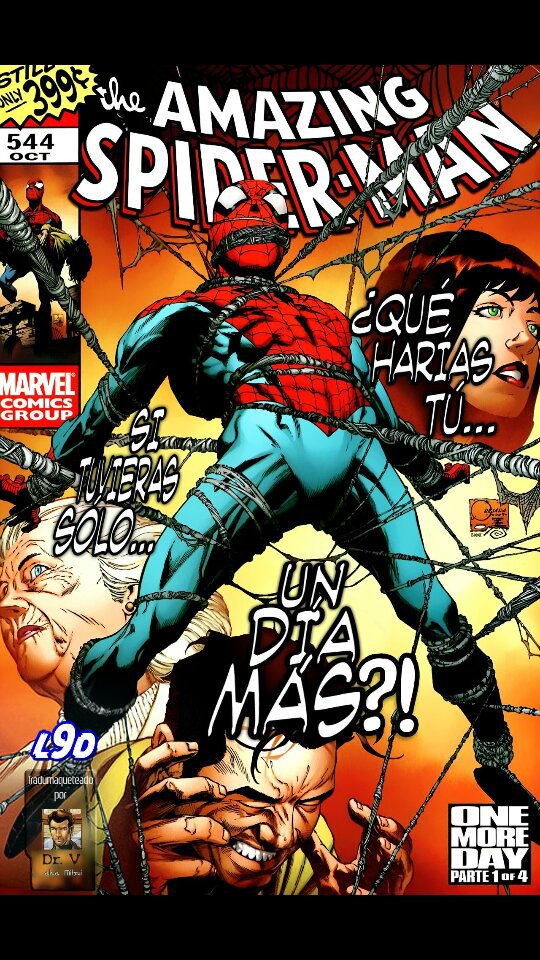 STILL
ONLY
399¢
the AMAZING
SPIDER-MAN
544
OCT
MARVEL
COMICS
GROUP
¿QUÉ
HARÍAS
TÚ...
SI
TUVIERAS
SOLO...
UN
DÍA
MÁS?!
L9D
Tradumaqueteado
por
Dr. V
ONE
MORE
DAY
PARTE 1 OF 4